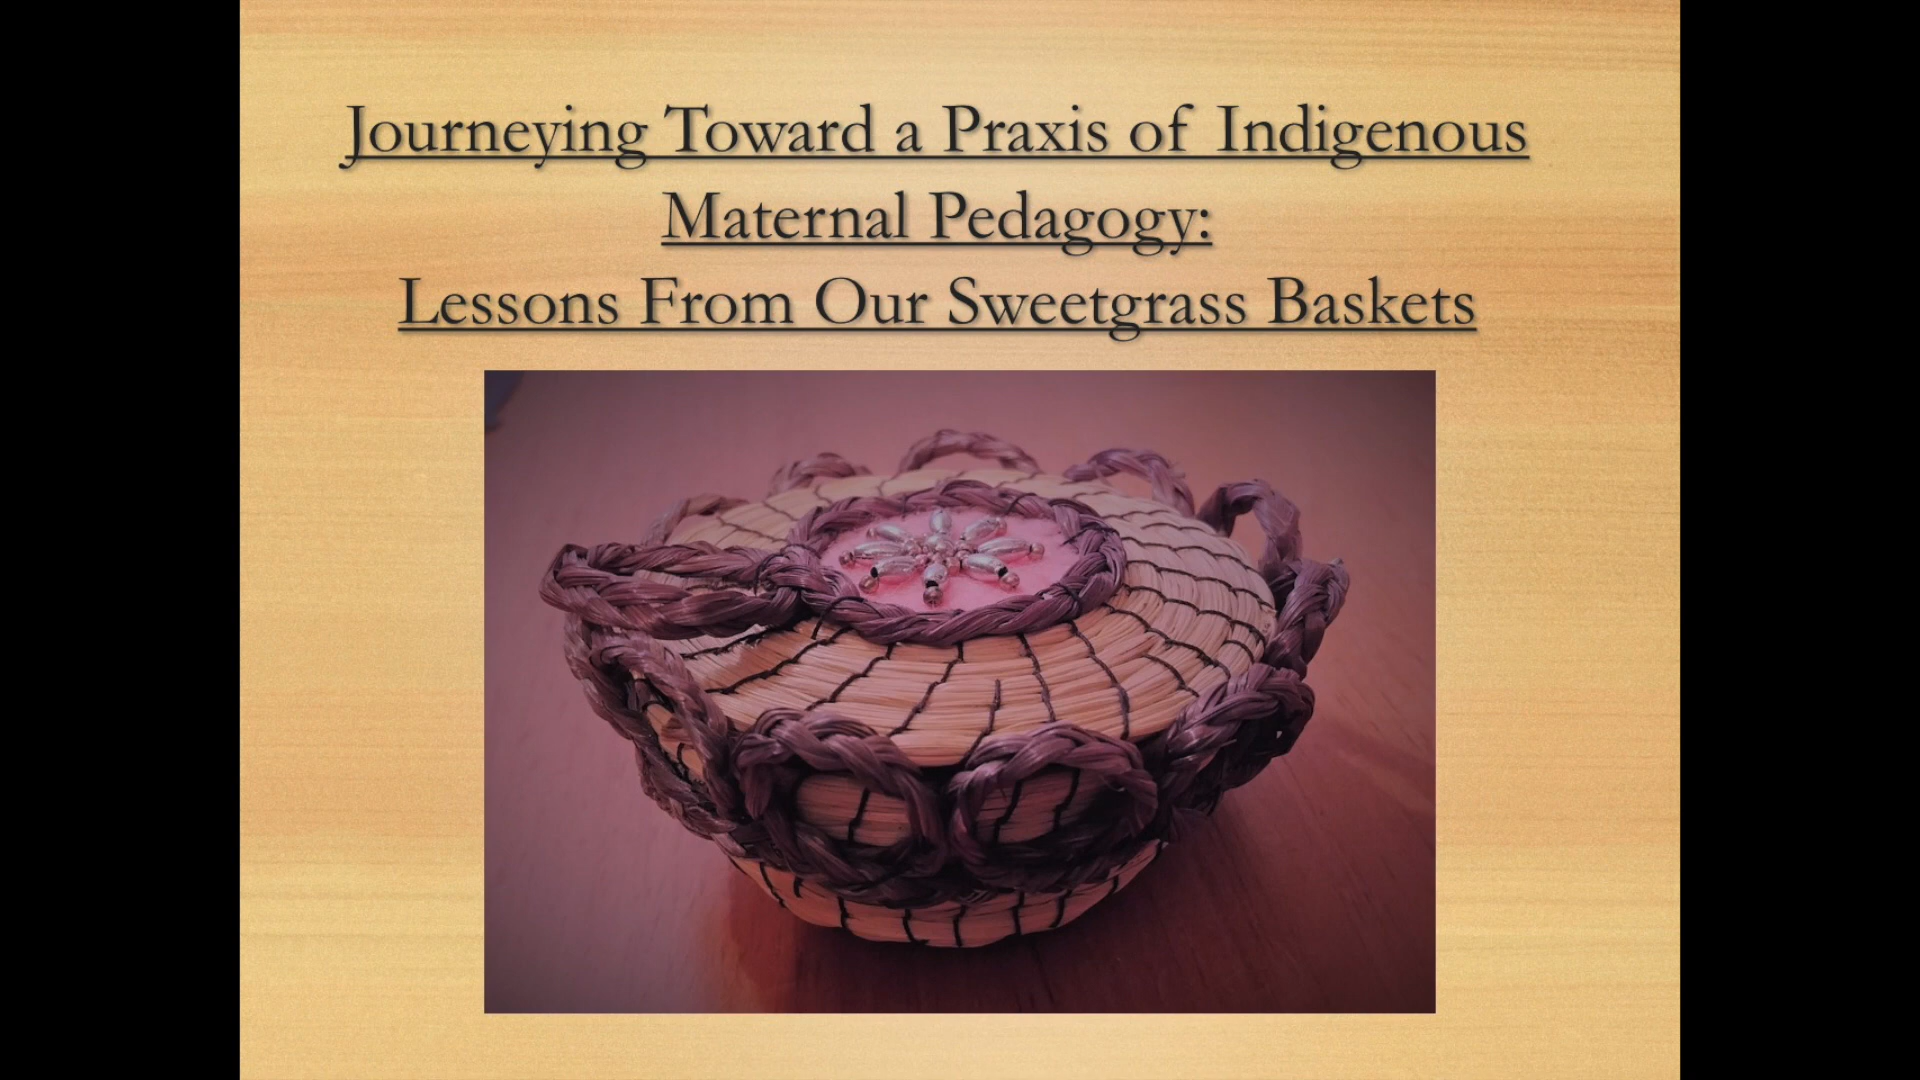 Journeying Toward a Praxis of Indigenous
Maternal Pedagogy:
Lessons From Our Sweetgrass Baskets